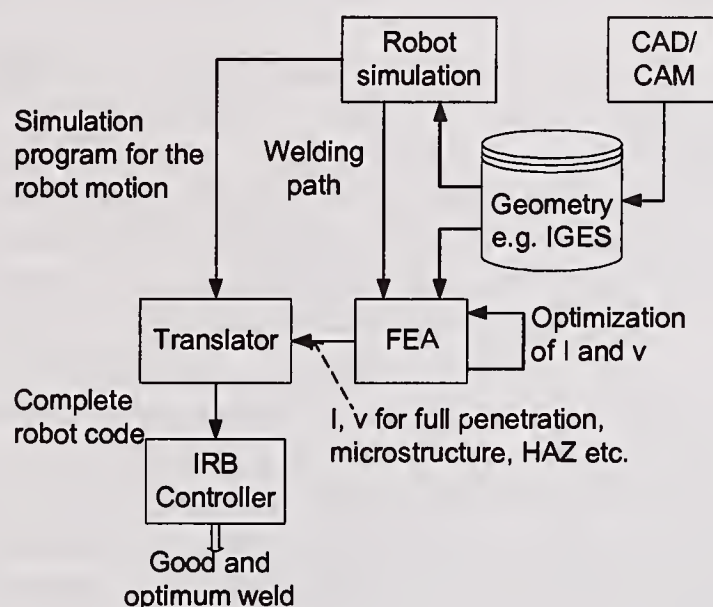 Robot
simulation
CAD/
CAM
Simulation
program for the
robot motion
Welding
path
Geometry
e.g. IGES
Translator
FEA
Optimization
of I and v
Complete
robot code
I, v for full penetration,
microstructure, HAZ etc.
IRB
Controller
Good and
optimum weld